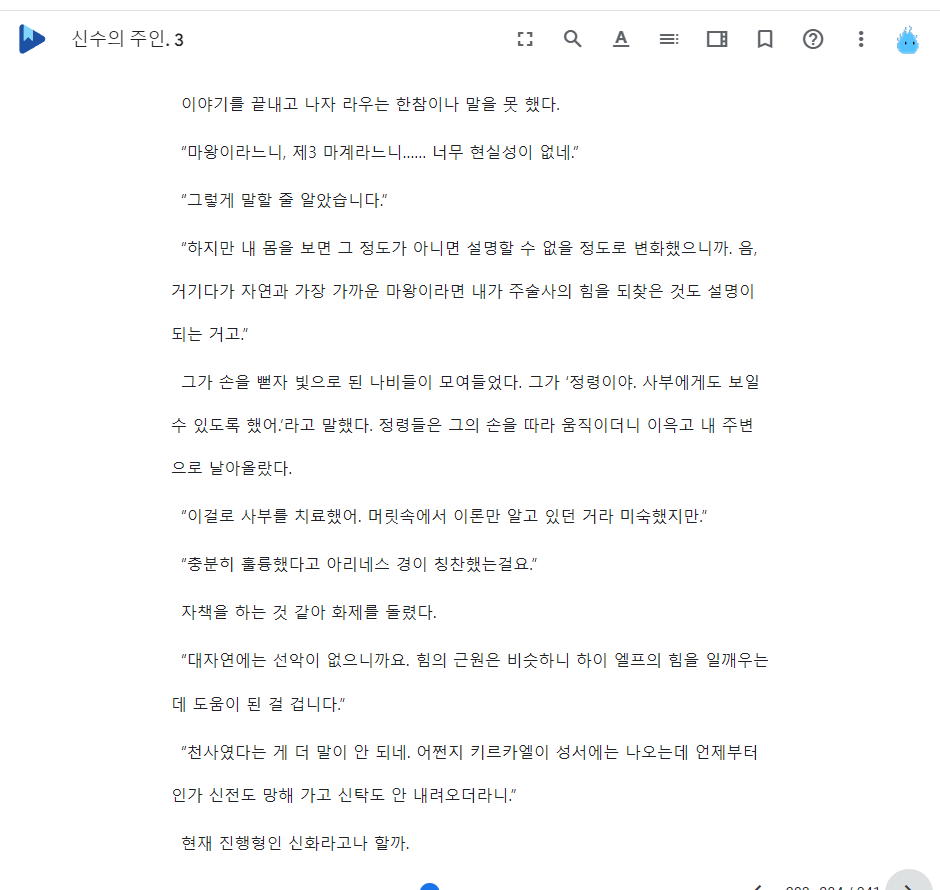 신수의 주인. 3
이야기를 끝내고 나자 라우는 한참이나 말을 못 했다.
“마왕이라느니, 제3 마계라느니…… 너무 현실성이 없네.”
“그렇게 말할 줄 알았습니다.”
“하지만 내 몸을 보면 그 정도가 아니면 설명할 수 없을 정도로 변화했으니까. 음,
거기다가 자연과 가장 가까운 마왕이라면 내가 주술사의 힘을 되찾은 것도 설명이
되는 거고.”
그가 손을 뻗자 빛으로 된 나비들이 모여들었다. 그가 ‘정령이야. 사부에게도 보일
수 있도록 했어.’라고 말했다. 정령들은 그의 손을 따라 움직이더니 이윽고 내 주변
으로 날아올랐다.
“이걸로 사부를 치료했어. 머릿속에서 이론만 알고 있던 거라 미숙했지만.”
“충분히 훌륭했다고 아리네스 경이 칭찬했는걸요.”
자책을 하는 것 같아 화제를 돌렸다.
“대자연에는 선악이 없으니까요. 힘의 근원은 비슷하니 하이 엘프의 힘을 일깨우는
데 도움이 된 걸 겁니다.”
“천사였다는 게 더 말이 안 되네. 어쩐지 키르카엘이 성서에는 나오는데 언제부터
인가 신전도 망해 가고 신탁도 안 내려오더라니.”
현재 진행형인 신화라고나 할까.